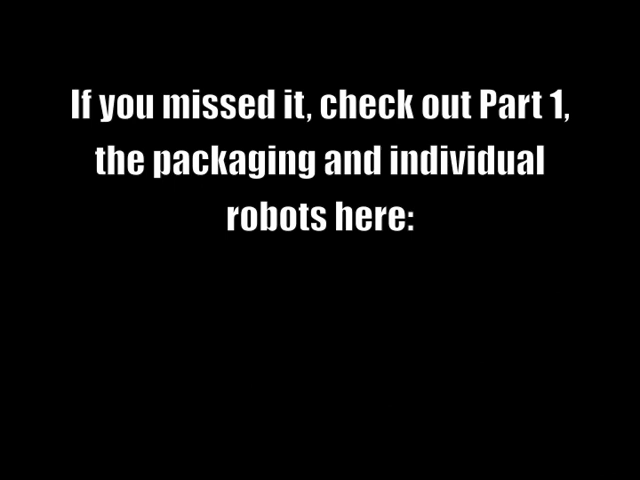 If you missed it, check out Part 1,
the packaging and individual
robots here: